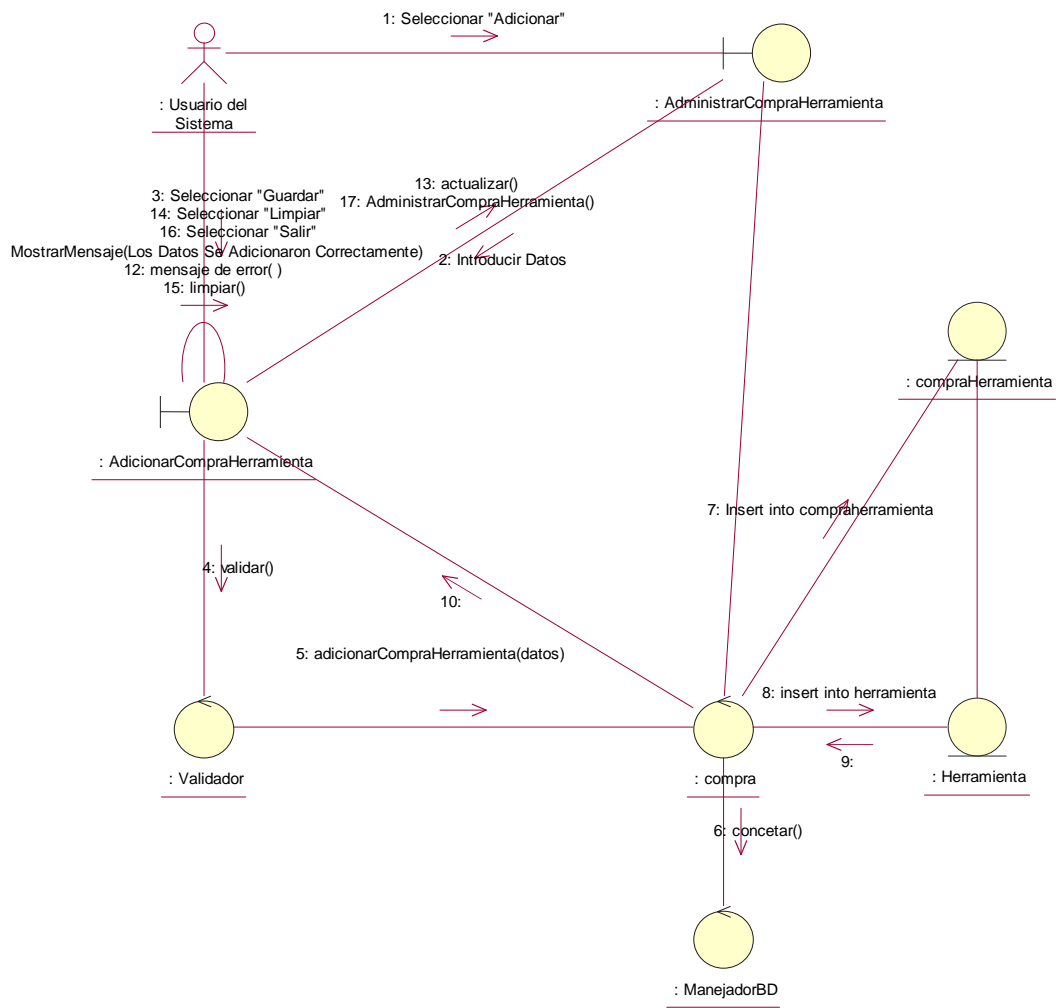 1: Seleccionar "Adicionar"
: Usuario del
Sistema
: AdministrarCompraHerramienta
3: Seleccionar "Guardar"
14: Seleccionar "Limpiar"
16: Seleccionar "Salir"
MostrarMensaje(Los Datos Se Adicionaron Correctamente)
12: mensaje de error( )
15: limpiar()
13: actualizar()
17: AdministrarCompraHerramienta()
2: Introducir Datos
: compraHerramienta
: AdicionarCompraHerramienta
7: Insert into compraherramienta
4: validar()
10:
5: adicionarCompraHerramienta(datos)
8: insert into herramienta
9:
: Validador
: compra
: Herramienta
6: concetar()
: ManejadorBD